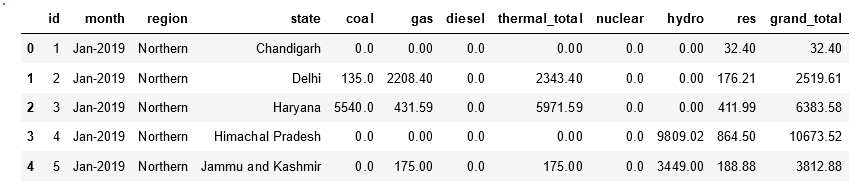 id month region state coal gas diesel thermal_total nuclear hydro res grand_total
0 1 Jan-2019 Northern Chandigarh 0.0 0.00 0.0 0.00 0.0 0.00 32.40 32.40
1 2 Jan-2019 Northern Delhi 135.0 2208.40 0.0 2343.40 0.0 0.00 176.21 2519.61
2 3 Jan-2019 Northern Haryana 5540.0 431.59 0.0 5971.59 0.0 0.00 411.99 6383.58
3 4 Jan-2019 Northern Himachal Pradesh 0.0 0.00 0.0 0.00 0.0 9809.02 864.50 10673.52
4 5 Jan-2019 Northern Jammu and Kashmir 0.0 175.00 0.0 175.00 0.0 3449.00 188.88 3812.88